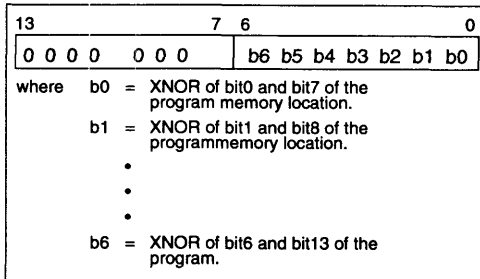 13 7 6 0
0 0 0 0 0 0 0 b6 b5 b4 b3 b2 b1 b0
where b0 = XNOR of bit0 and bit7 of the
program memory location.
b1 = XNOR of bit1 and bit8 of the
programmemory location.
•
•
•
b6 = XNOR of bit6 and bit13 of the
program.